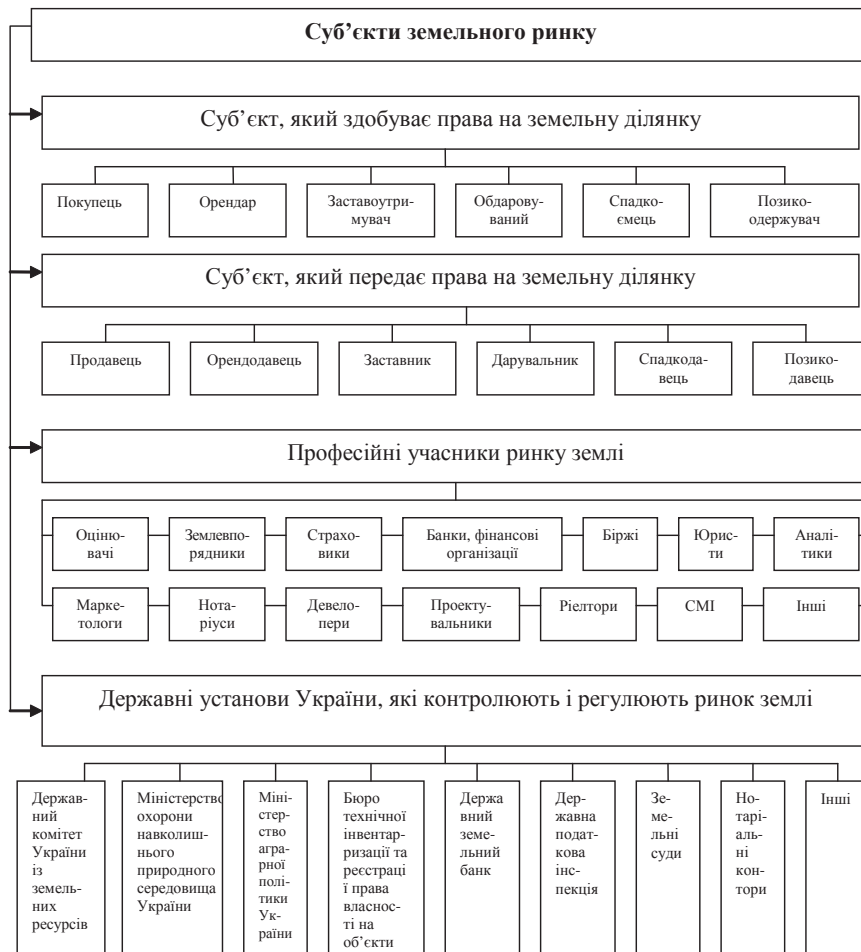 Суб’єкти земельного ринку
Суб’єкт, який здобуває права на земельну ділянку
Покупець
Орендар
Заставоутри-
мувач
Обдарову-
ваний
Спадко-
ємець
Позико-
одержувач
Суб’єкт, який передає права на земельну ділянку
Продавець
Орендодавець
Заставник
Дарувальник
Спадкода-
вець
Позико-
давець
Професійні учасники ринку землі
Оціню-
вачі
Землевпо-
рядники
Страхо-
вики
Банки, фінансові
організації
Біржі
Юрис-
ти
Аналі-
тики
Марке-
тологи
Нота-
ріуси
Девело-
пери
Проекту-
вальники
Ріелтори
СМІ
Інші
Державні установи України, які контролюють і регулюють ринок землі
Держав-
ний
комітет
України
із
земель-
них
ресурсів
Міністерство
охорони
навколиш-
нього
природного
середовища
України
Міні-
стер-
ство
агра-
рної
полі-
тики
Ук-
раїни
Бюро
технічної
інвентар-
ризації та
реєстраці
ї права
власнос-
ті на
об’єкти
Держа
вний
земе-
льний
банк
Дер-
жавна
подат-
кова
інс-
пекція
Зе-
ме-
льні
суди
Но-
тарі-
аль-
ні
кон-
тори
Інші